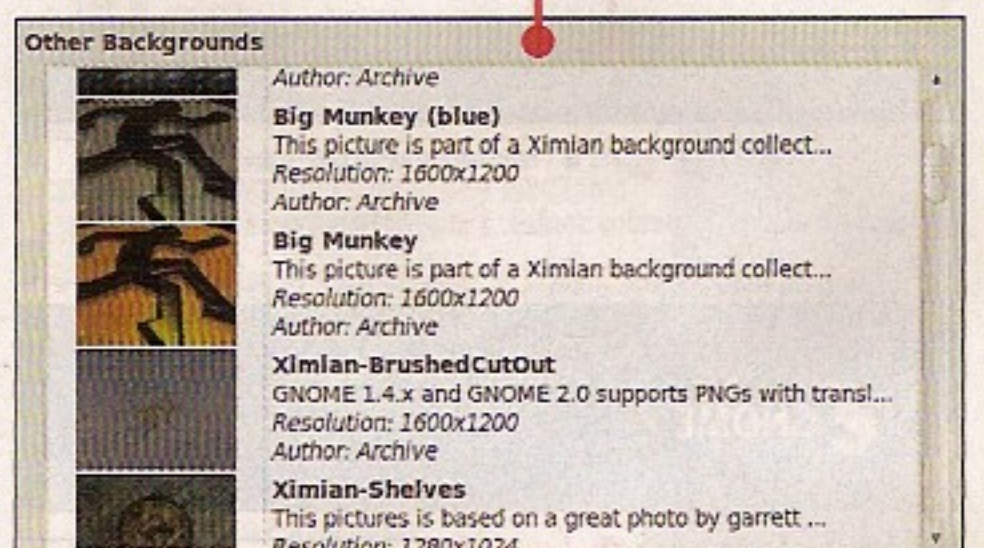 Other Backgrounds
Author: Archive
Big Munkey (blue)
This picture is part of a Ximian background collect...
Resolution: 1600x1200
Author: Archive
Big Munkey
This picture is part of a Ximian background collect...
Resolution: 1600x1200
Author: Archive
Ximian-BrushedCutOut
GNOME 1.4.x and GNOME 2.0 supports PNGs with transl...
Resolution: 1600x1200
Author: Archive
Ximian-Shelves
This pictures is based on a great photo by garrett ...
Resolution: 1280x1024